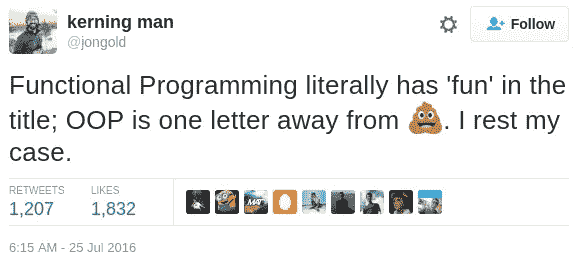 kerning man
@jongold
Follow
Functional Programming literally has 'fun' in the
title; OOP is one letter away from 💩. I rest my
case.
RETWEETS LIKES
1,207 1,832
6:15 AM - 25 Jul 2016